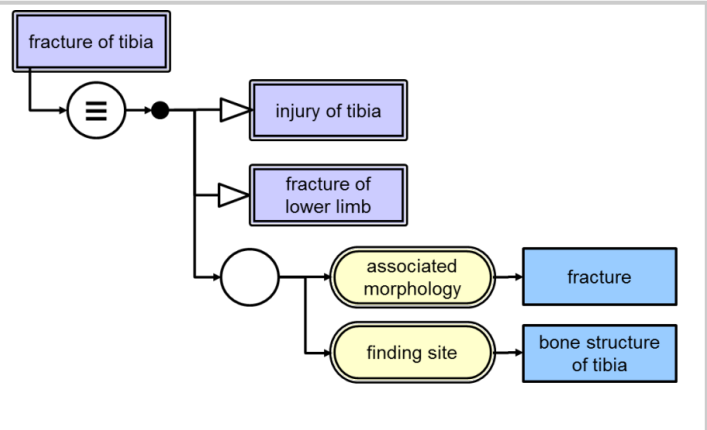 fracture of tibia
injury of tibia
fracture of
lower limb
associated
morphology
fracture
finding site
bone structure
of tibia